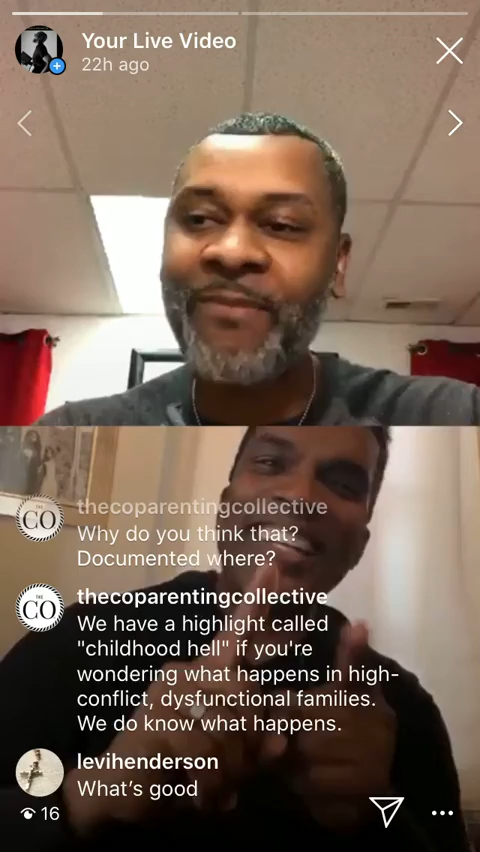 Your Live Video
22h ago
thecoparentingcollective
Why do you think that?
Documented where?
THE
CO
thecoparentingcollective
We have a highlight called
"childhood hell" if you're
wondering what happens in high-
conflict, dysfunctional families.
We do know what happens.
THE
CO
levihenderson
What’s good
16